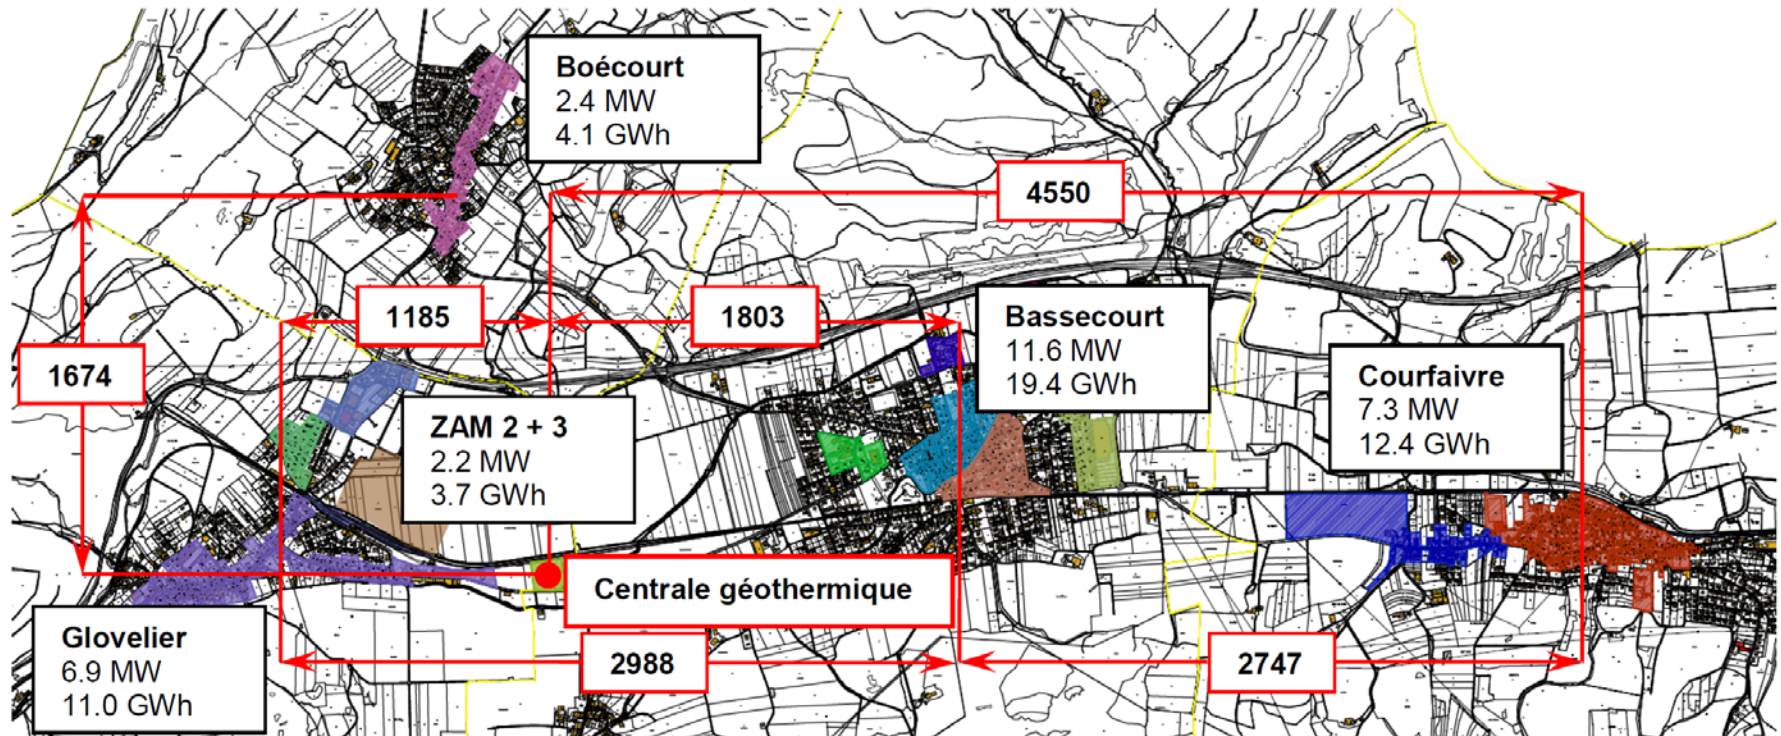 Boécourt
2.4 MW
4.1 GWh
4550
1185
1803
1674
Bassecourt
11.6 MW
19.4 GWh
Courfaivre
7.3 MW
12.4 GWh
ZAM 2 + 3
2.2 MW
3.7 GWh
Centrale géothermique
Glovelier
6.9 MW
11.0 GWh
2988
2747